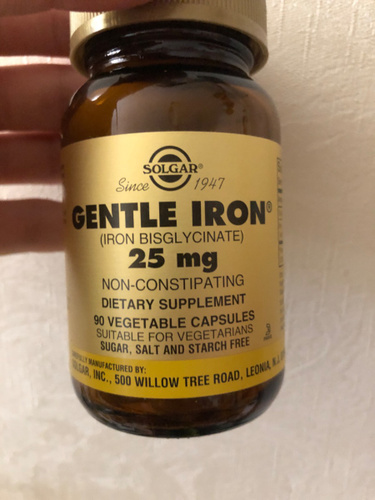 SOLGAR®
Since 1947
GENTLE IRON®
(IRON BISGLYCINATE)
25 mg
NON-CONSTIPATING
DIETARY SUPPLEMENT
90 VEGETABLE CAPSULES
SUITABLE FOR VEGETARIANS
SUGAR, SALT AND STARCH FREE
MANUFACTURED BY:
SOLGAR, INC., 500 WILLOW TREE ROAD, LEONIA, N.J.